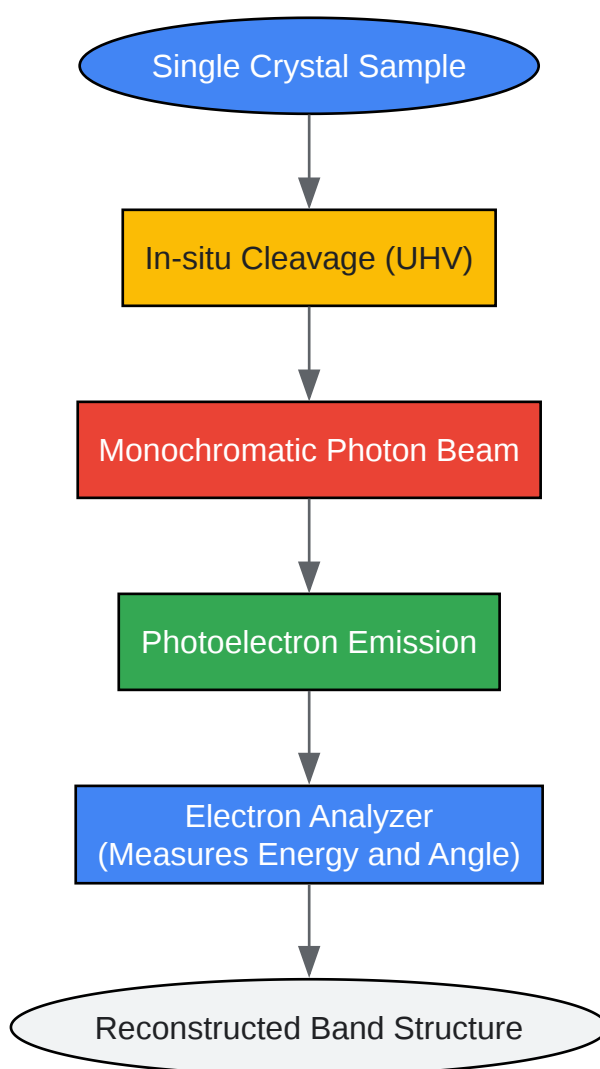 Single Crystal Sample
In-situ Cleavage (UHV)
Monochromatic Photon Beam
Photoelectron Emission
Electron Analyzer
(Measures Energy and Angle)
Reconstructed Band Structure